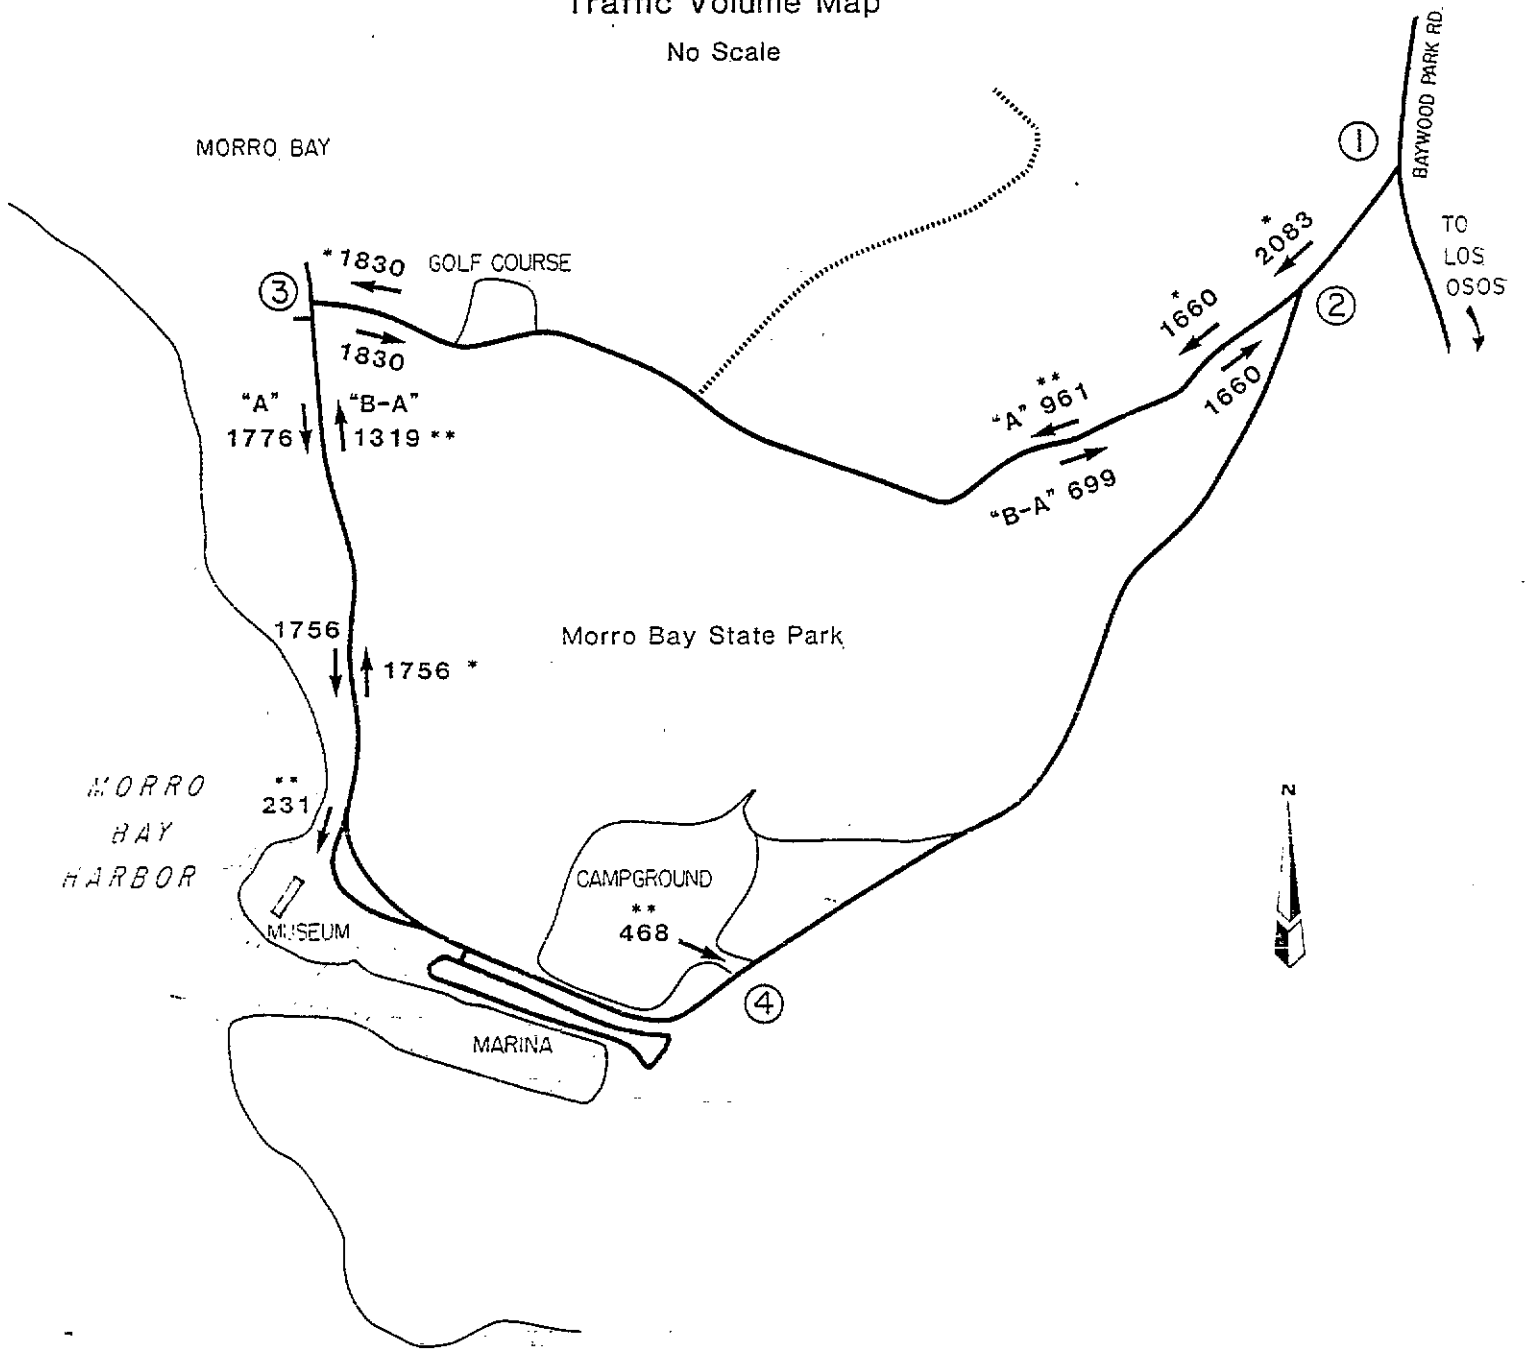 Traffic Volume Map
No Scale
BAYWOOD PARK RD.
MORRO BAY
1
TO
LOS
OSOS
*
2083
*1830
GOLF COURSE
3
2
*
1660
1830
1660
**
"A" 961
"A"
"B-A"
1776
1319 **
"B-A" 699
1756
Morro Bay State Park
1756 *
MORRO
BAY
HARBOR
**
231
N
CAMPGROUND
**
468
MUSEUM
4
MARINA